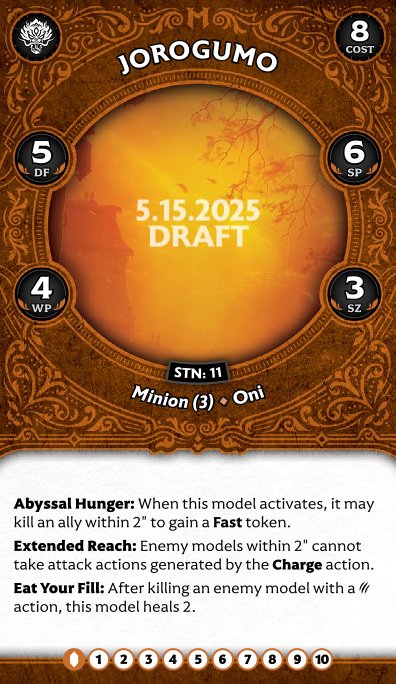 M
JOROGUMO
8
COST
5
DF
6
SP
5.15.2025
DRAFT
4
WP
3
SZ
STN: 11
Minion (3) ♦ Oni
Abyssal Hunger: When this model activates, it may
kill an ally within 2" to gain a Fast token.
Extended Reach: Enemy models within 2" cannot
take attack actions generated by the Charge action.
Eat Your Fill: After killing an enemy model with a
action, this model heals 2.
1 2 3 4 5 6 7 8 9 10